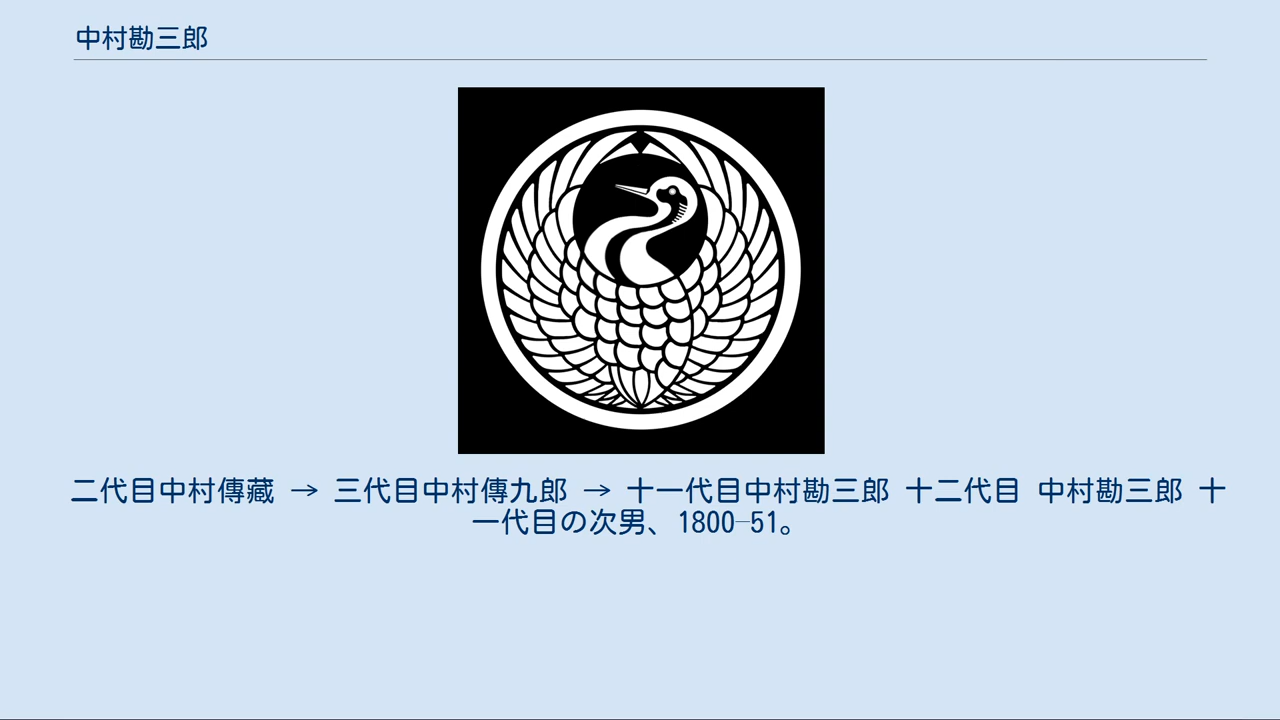 中村勘三郎
二代目中村傳藏 → 三代目中村傳九郎 → 十一代目中村勘三郎 十二代目 中村勘三郎 十
一代目の次男、1800–51。